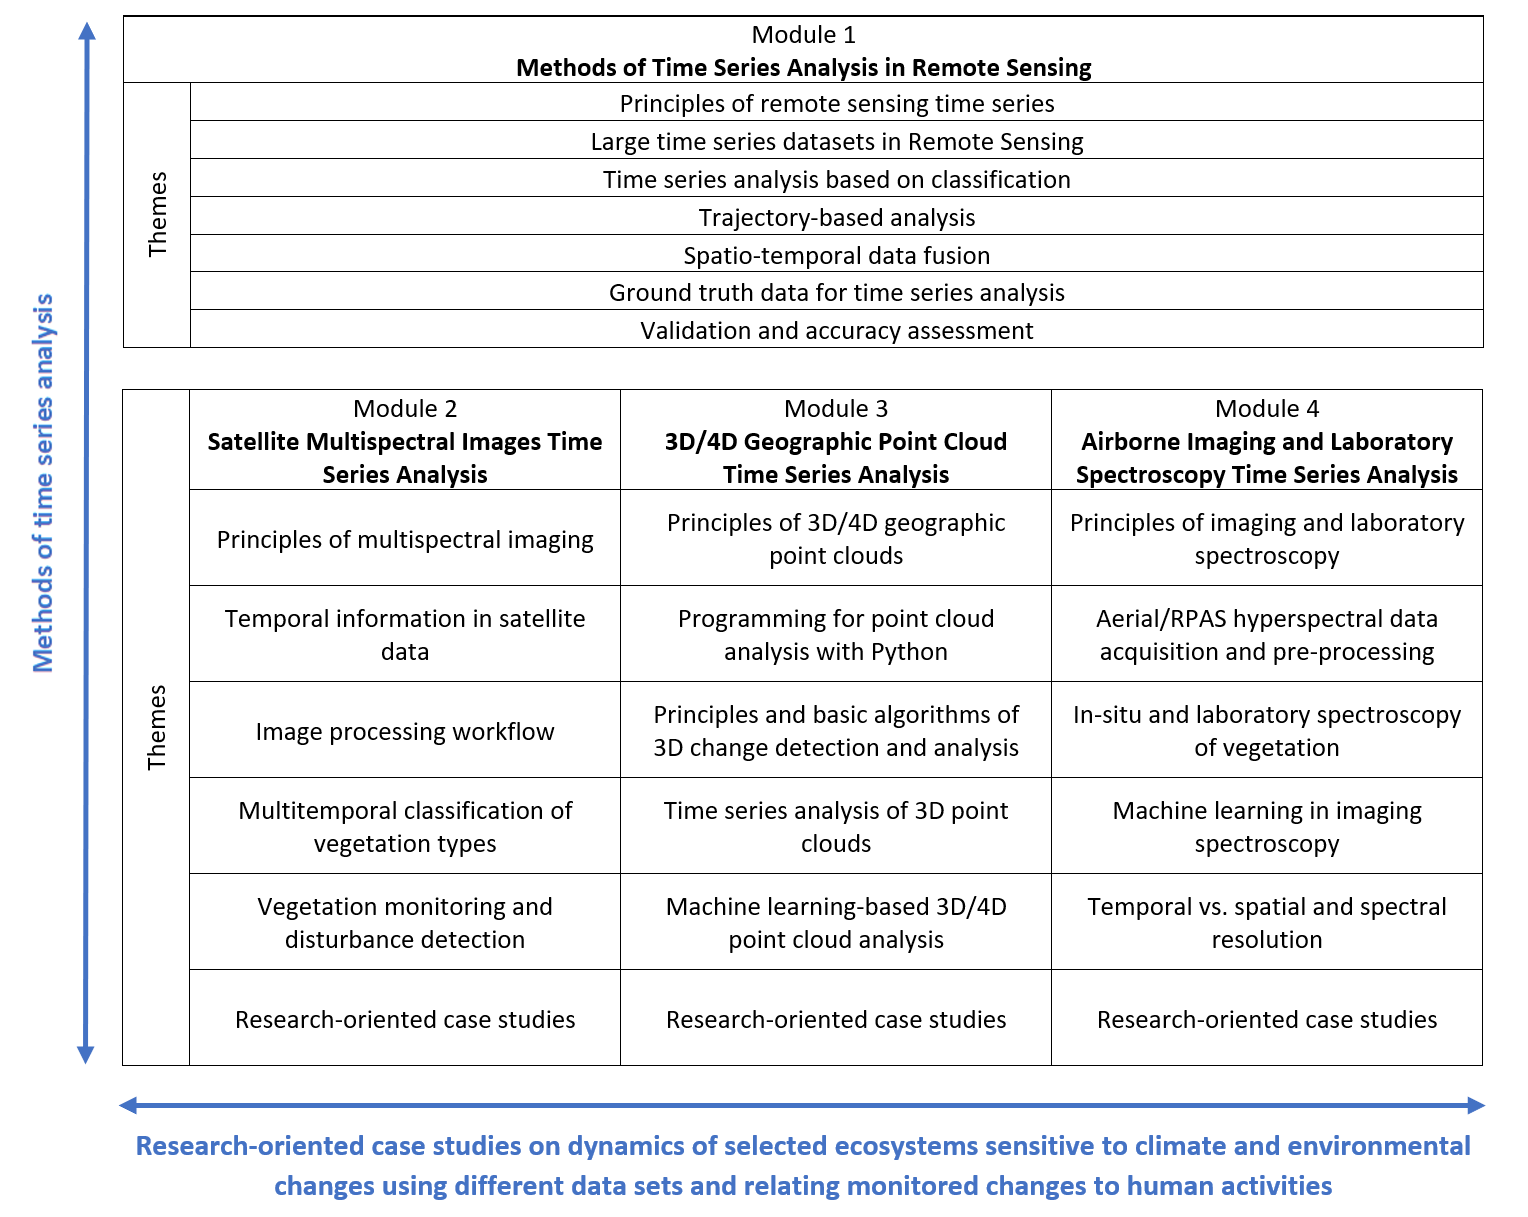 Module 1
Methods of Time Series Analysis in Remote Sensing
Themes
Principles of remote sensing time series
Large time series datasets in Remote Sensing
Time series analysis based on classification
Trajectory-based analysis
Spatio-temporal data fusion
Ground truth data for time series analysis
Validation and accuracy assessment
Methods of time series analysis
Themes
Module 2
Satellite Multispectral Images Time
Series Analysis
Module 3
3D/4D Geographic Point Cloud
Time Series Analysis
Module 4
Airborne Imaging and Laboratory
Spectroscopy Time Series Analysis
Principles of multispectral imaging
Principles of 3D/4D geographic
point clouds
Principles of imaging and laboratory
spectroscopy
Temporal information in satellite
data
Programming for point cloud
analysis with Python
Aerial/RPAS hyperspectral data
acquisition and pre-processing
Image processing workflow
Principles and basic algorithms of
3D change detection and analysis
In-situ and laboratory spectroscopy
of vegetation
Multitemporal classification of
vegetation types
Time series analysis of 3D point
clouds
Machine learning in imaging
spectroscopy
Vegetation monitoring and
disturbance detection
Machine learning-based 3D/4D
point cloud analysis
Temporal vs. spatial and spectral
resolution
Research-oriented case studies
Research-oriented case studies
Research-oriented case studies
Research-oriented case studies on dynamics of selected ecosystems sensitive to climate and environmental
changes using different data sets and relating monitored changes to human activities